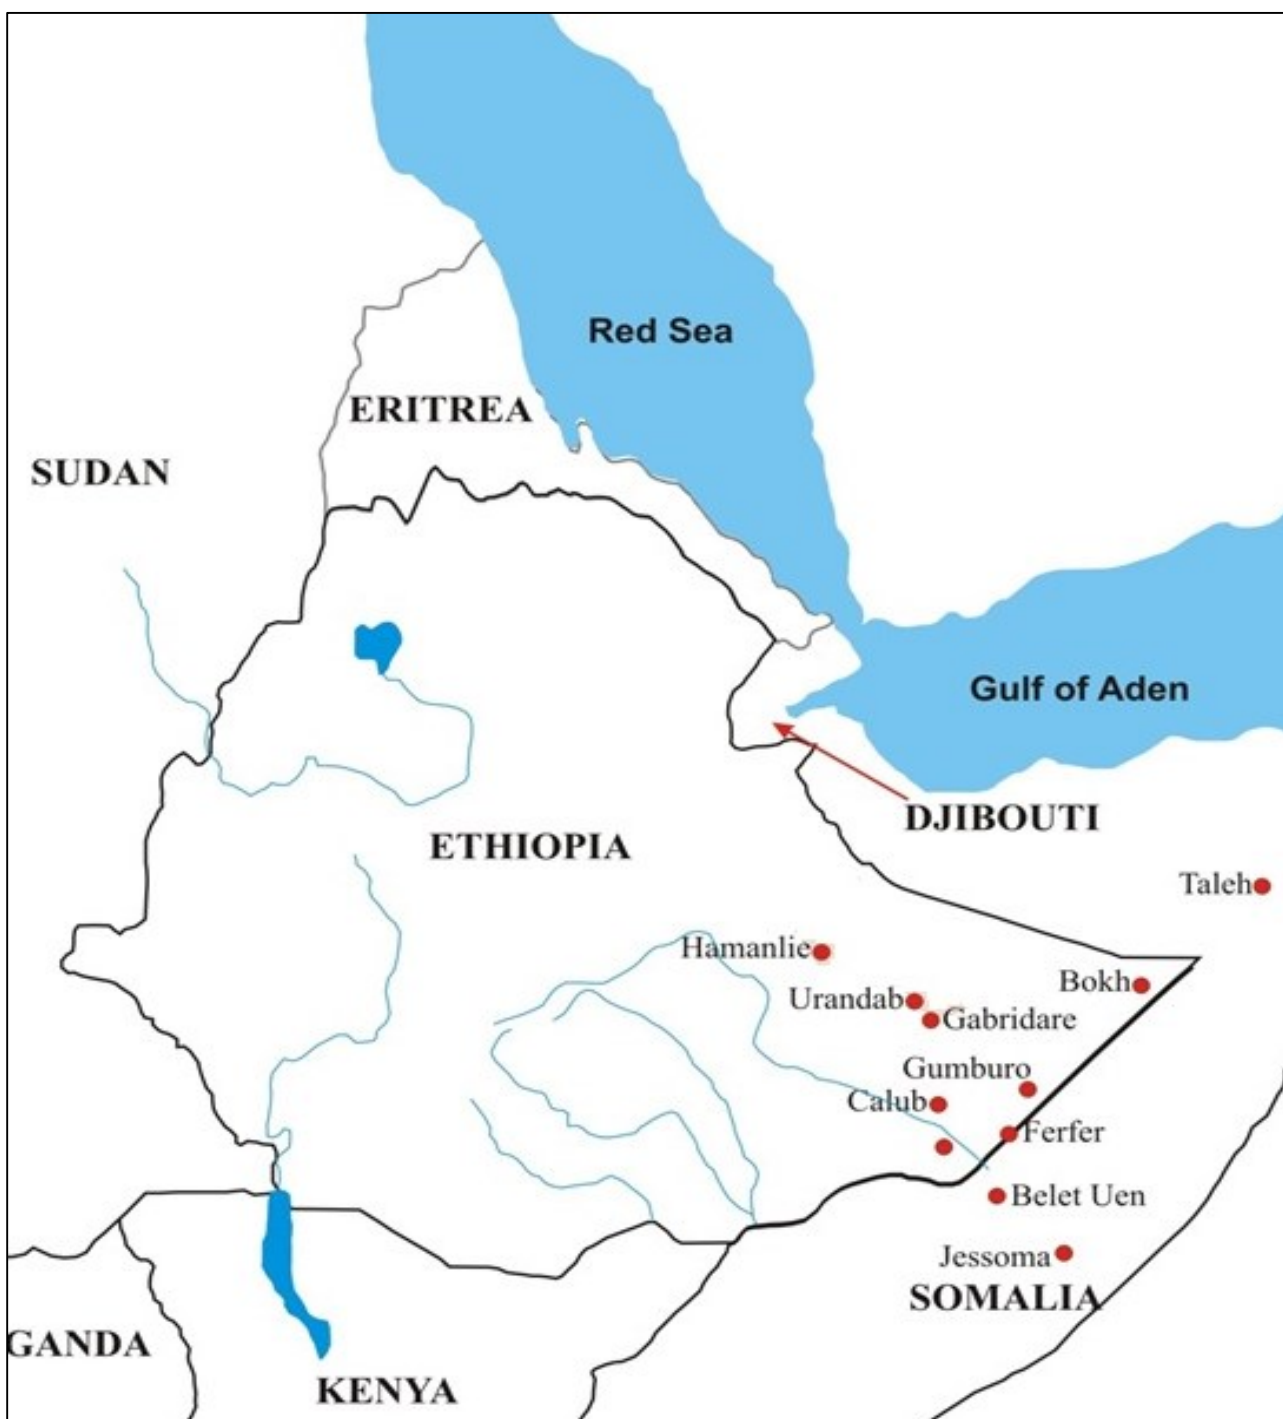 Red Sea
ERITREA
SUDAN
Gulf of Aden
DJIBOUTI
ETHIOPIA
Taleh
Hamanlie
Bokh
Urandab
Gabridare
Gumburo
Calub
Ferfer
Belet Uen
Jessoma
SOMALIA
GANDA
KENYA